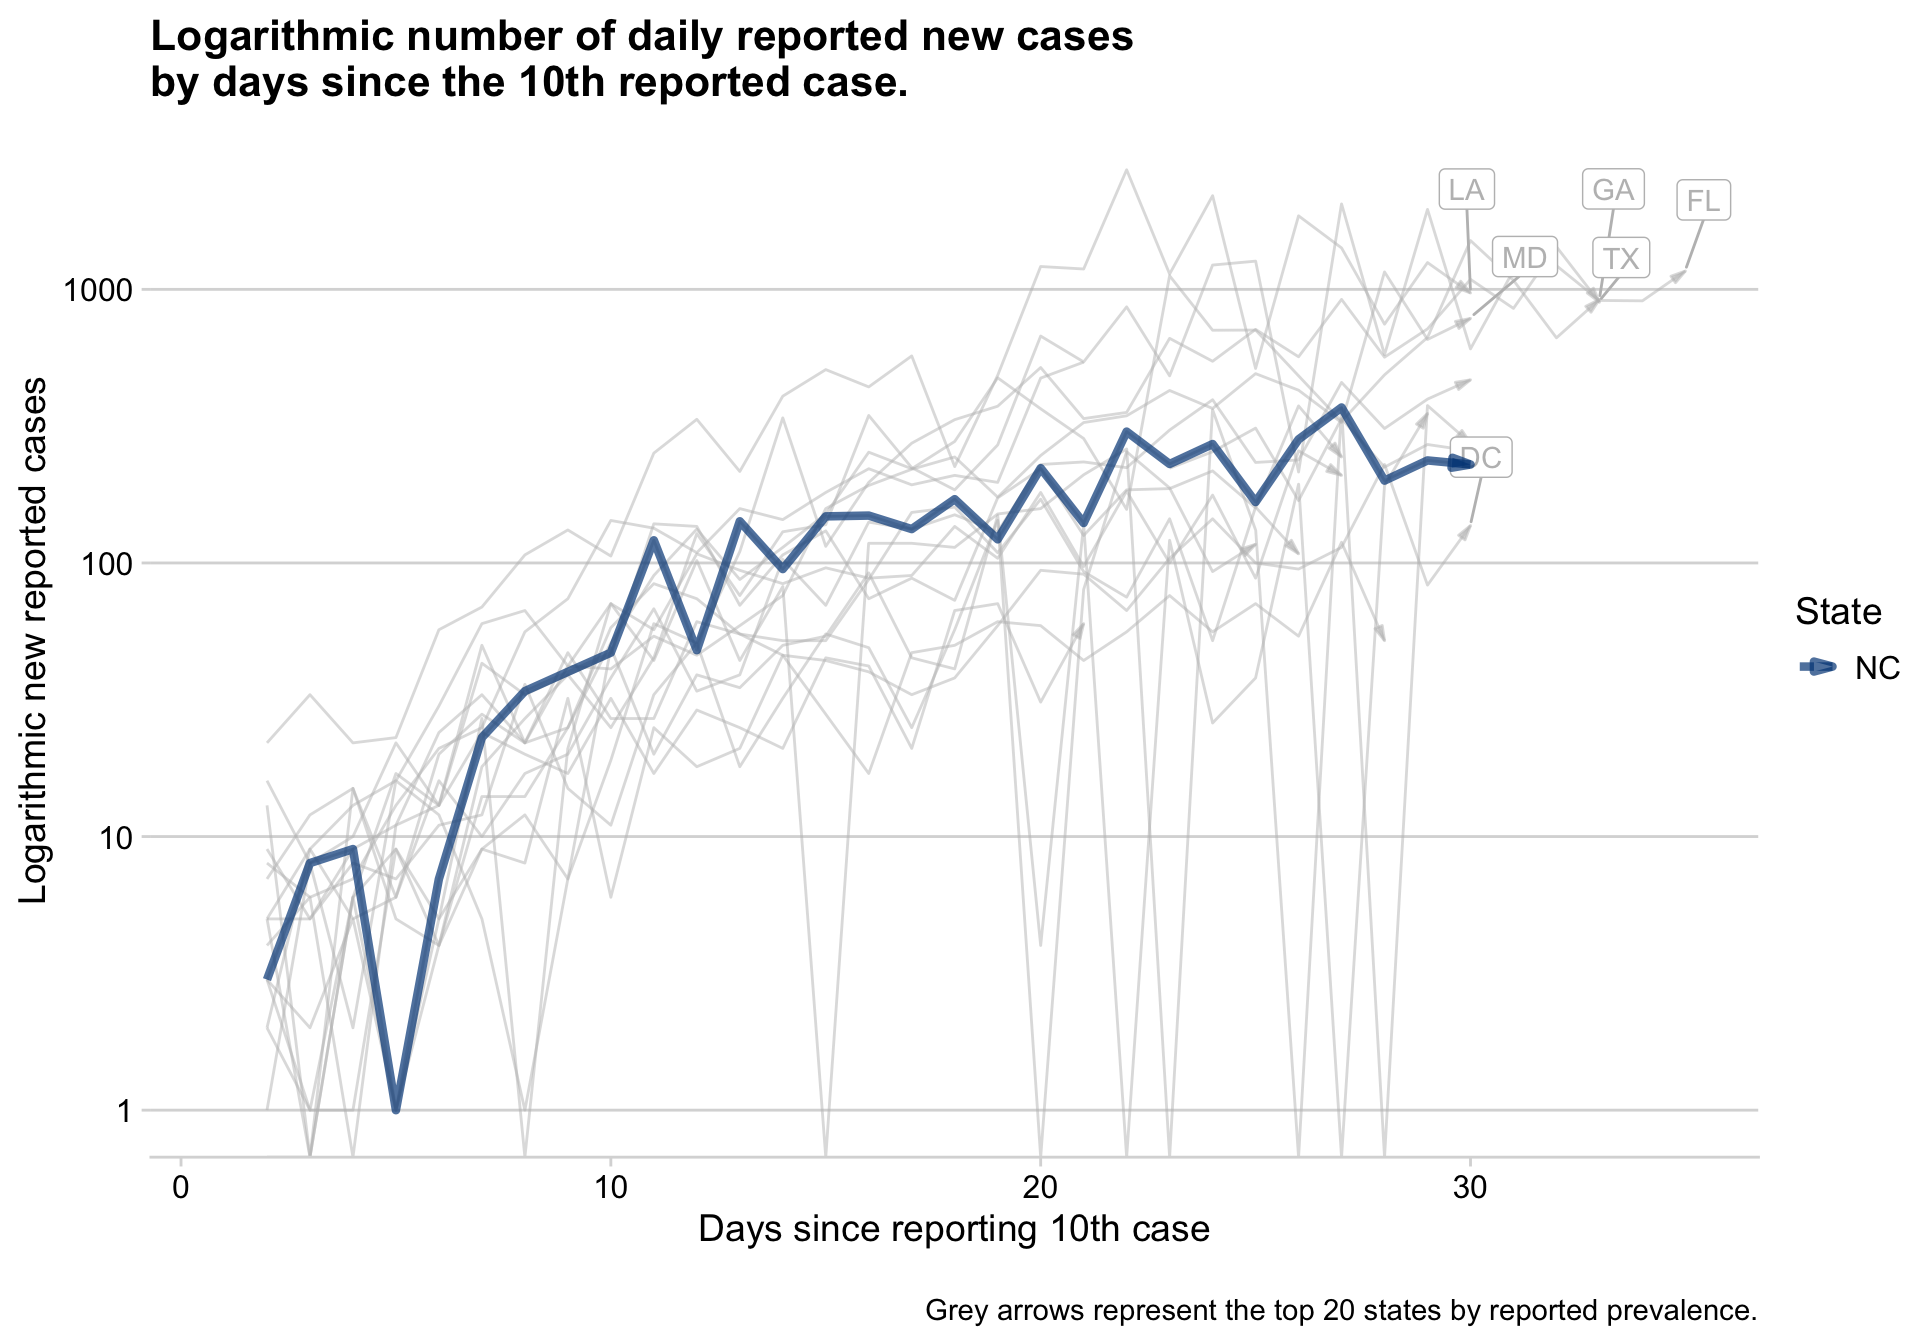 Logarithmic number of daily reported new cases
by days since the 10th reported case.
LA
GA
FL
MD
TX
DC
1000
100
10
1
Logarithmic new reported cases
0
10
20
30
Days since reporting 10th case
State
NC
Grey arrows represent the top 20 states by reported prevalence.